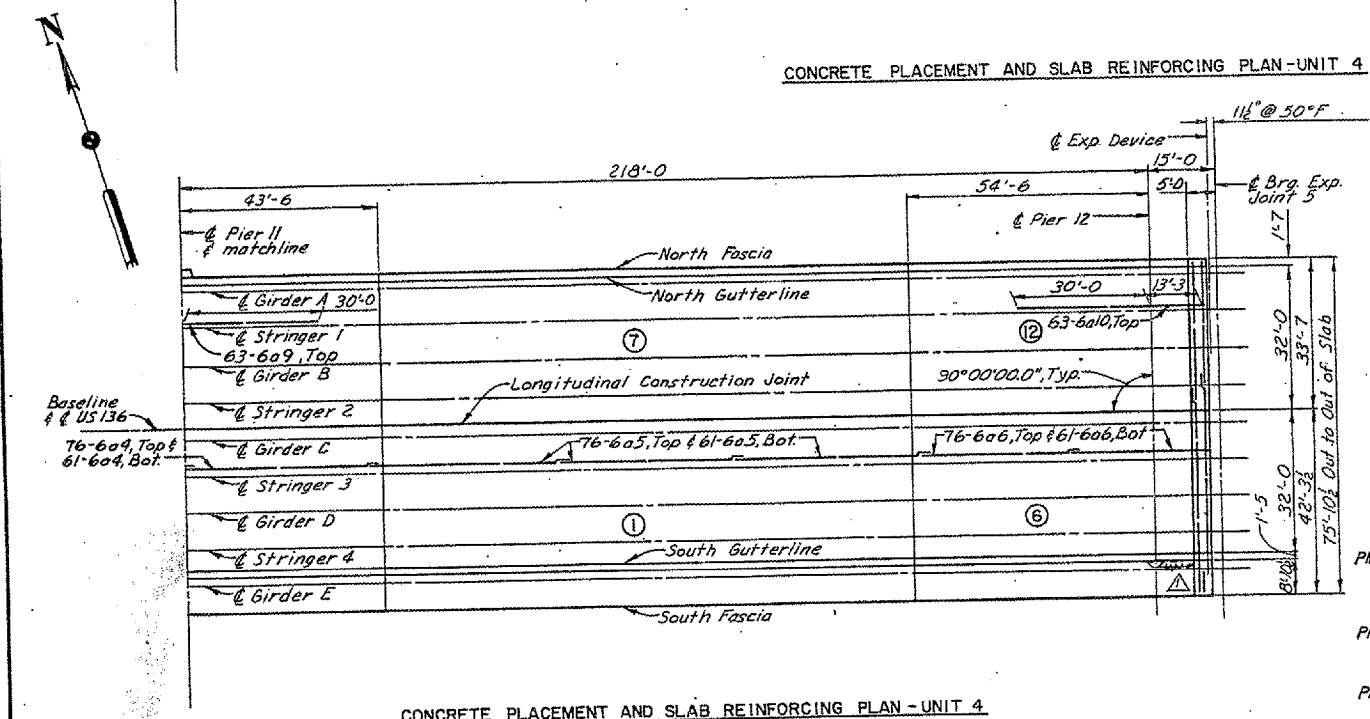 N
CONCRETE PLACEMENT AND SLAB REINFORCING PLAN-UNIT 4
11½" @ 50°F
℄ Exp. Device
218'-0
15'-0
43'-6
54'-6
5'-0
℄ Brg. Exp.
Joint 5
℄ Pier 11
& matchline
℄ Pier 12
1'-7
North Fascia
℄ Girder A
30'-0
North Gutterline
30'-0
13'-3
℄ Stringer 1
63-6a9, Top
7
12
63-6a10, Top
32'-0
33'-7
℄ Girder B
Longitudinal Construction Joint
90°00'00.0", Typ.
℄ Stringer 2
Baseline
& ℄ US 136
℄ Girder C
76-6a4, Top &
61-6a4, Bot.
76-6a5, Top & 61-6a5, Bot.
76-6a6, Top & 61-6a6, Bot
℄ Stringer 3
℄ Girder D
1
6
1'-5
32'-0
42'-3½
75'-10½ Out to Out of Slab
℄ Stringer 4
South Gutterline
℄ Girder E
1
South Fascia
CONCRETE PLACEMENT AND SLAB REINFORCING PLAN - UNIT 4